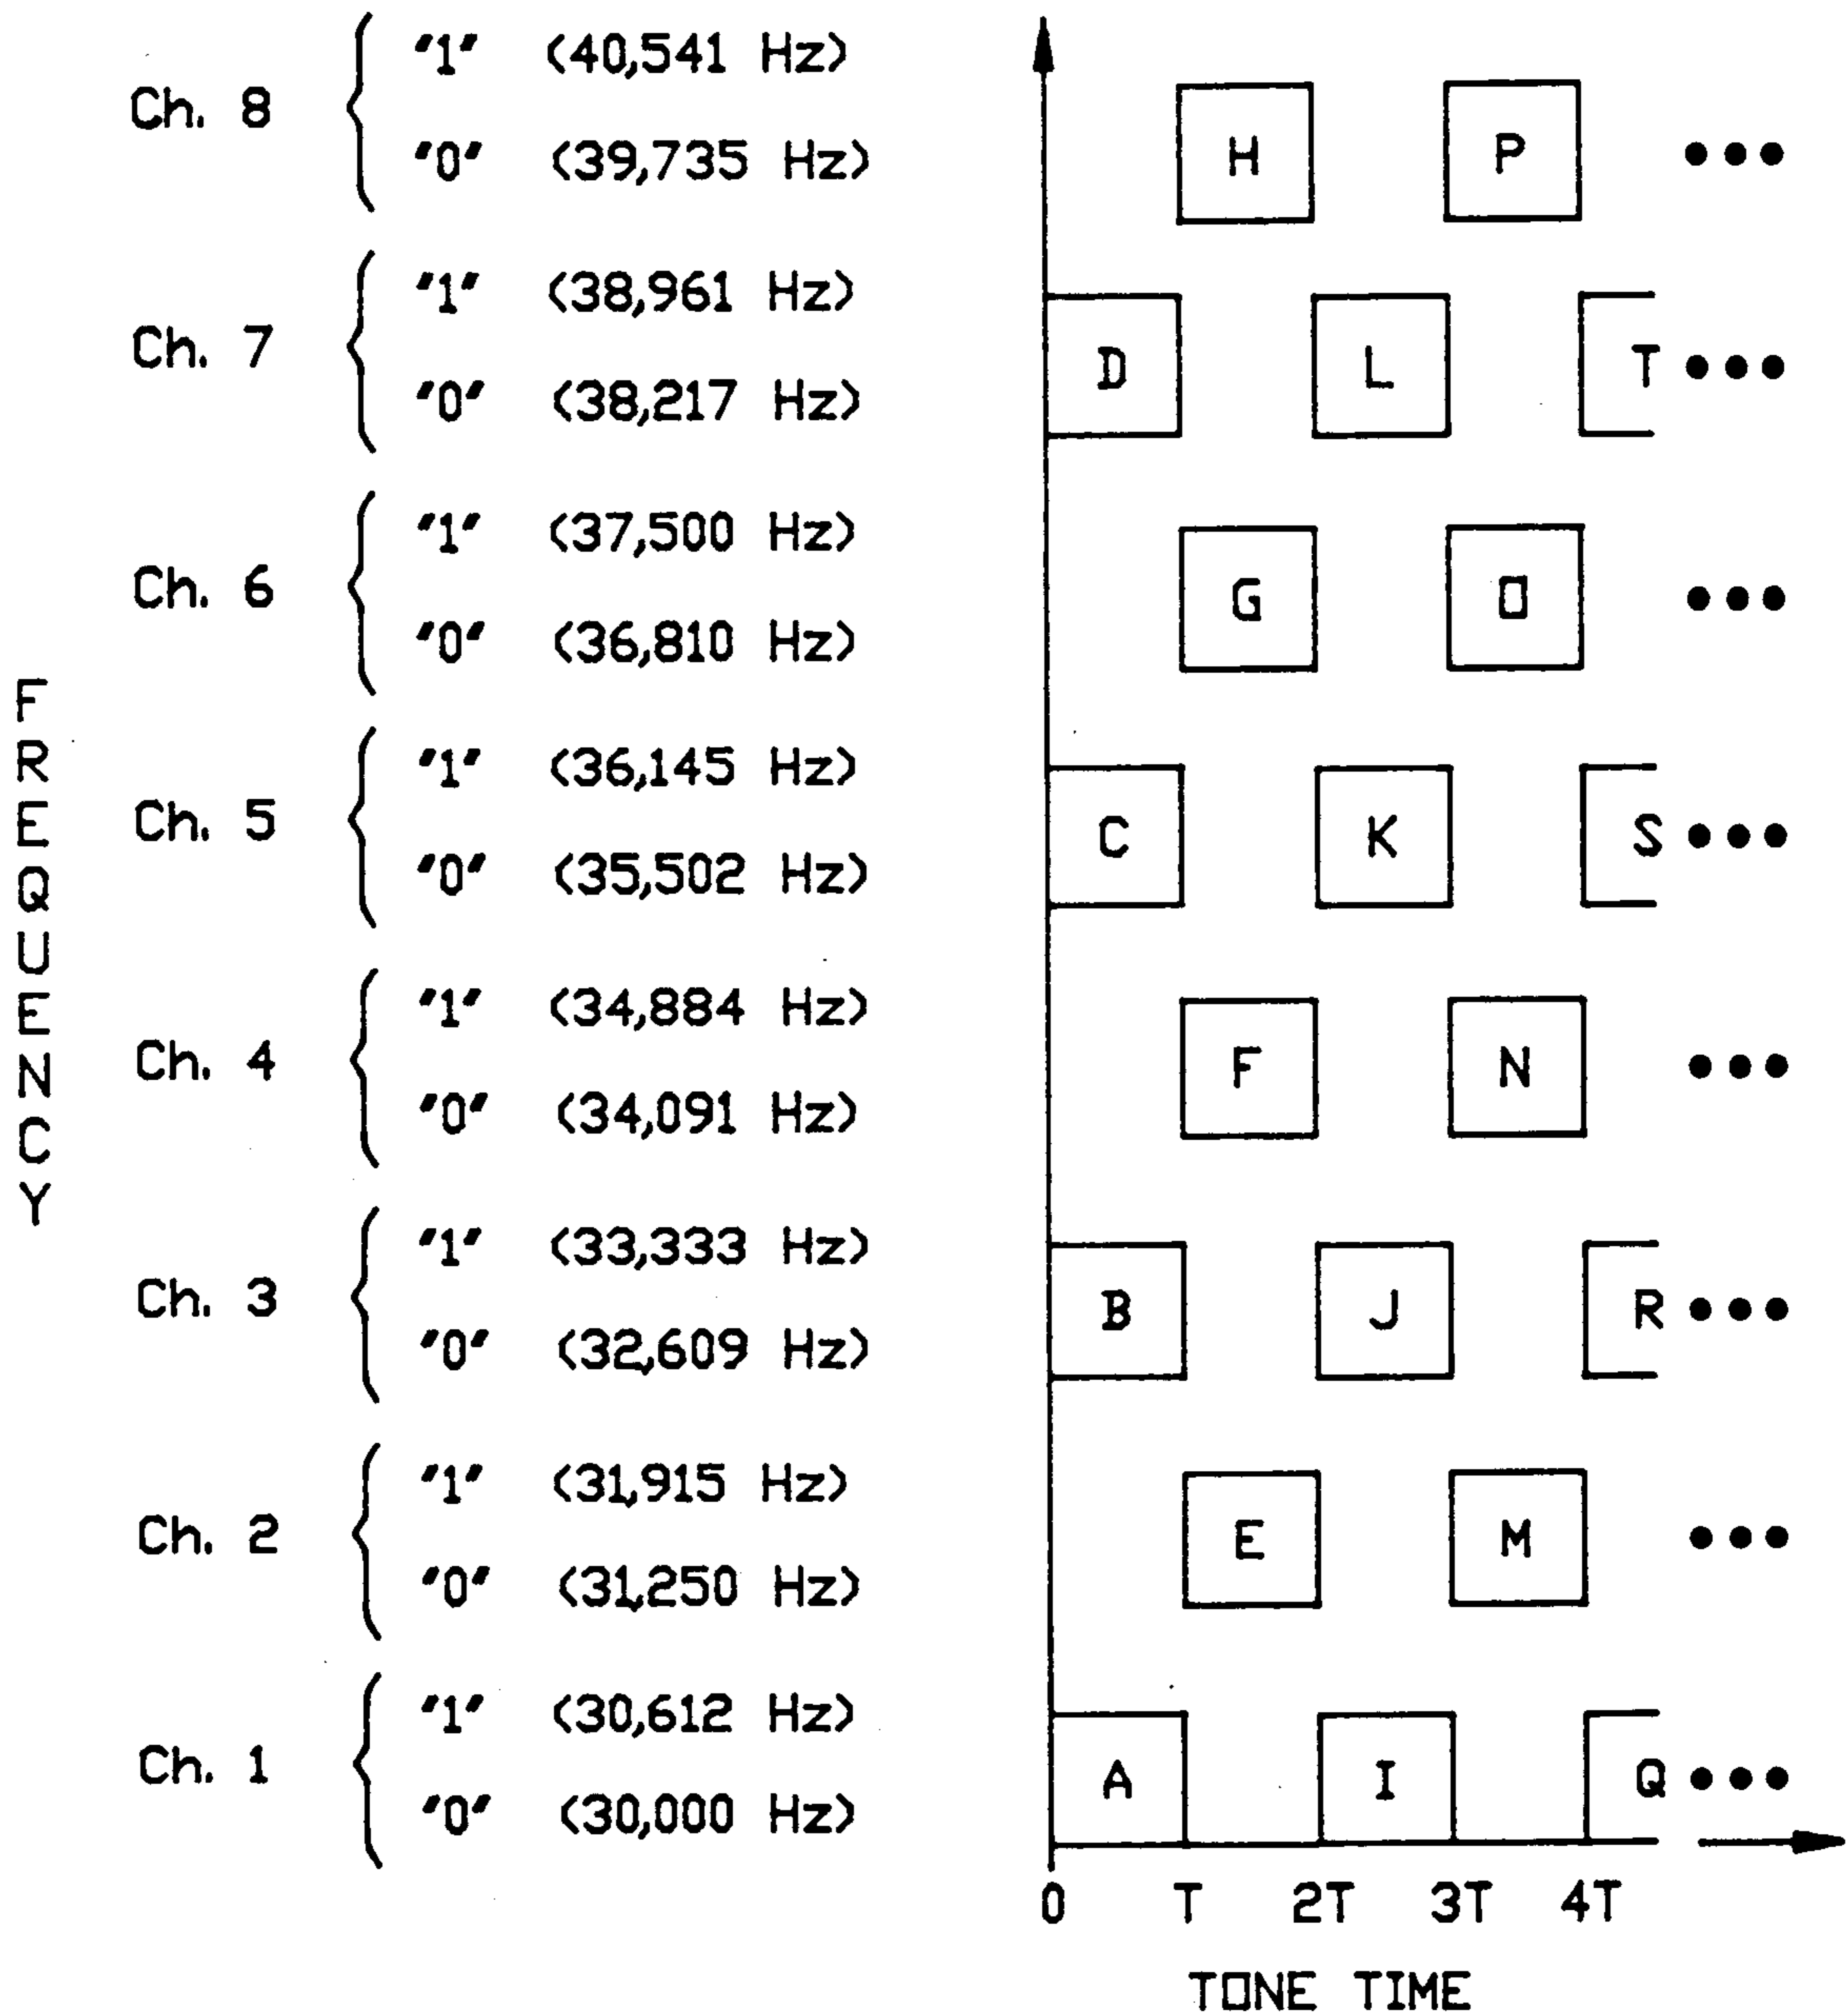 Ch. 8 "1" (40,541 Hz)
"0" (39,735 Hz)
H P •••
Ch. 7 "1" (38,961 Hz)
"0" (38,217 Hz)
D L T •••
Ch. 6 "1" (37,500 Hz)
"0" (36,810 Hz)
G O •••
Ch. 5 "1" (36,145 Hz)
"0" (35,502 Hz)
C K S •••
Ch. 4 "1" (34,884 Hz)
"0" (34,091 Hz)
F N •••
Ch. 3 "1" (33,333 Hz)
"0" (32,609 Hz)
B J R •••
Ch. 2 "1" (31,915 Hz)
"0" (31,250 Hz)
E M •••
Ch. 1 "1" (30,612 Hz)
"0" (30,000 Hz)
A I Q •••
FREQUENCY
0 T 2T 3T 4T
TONE TIME